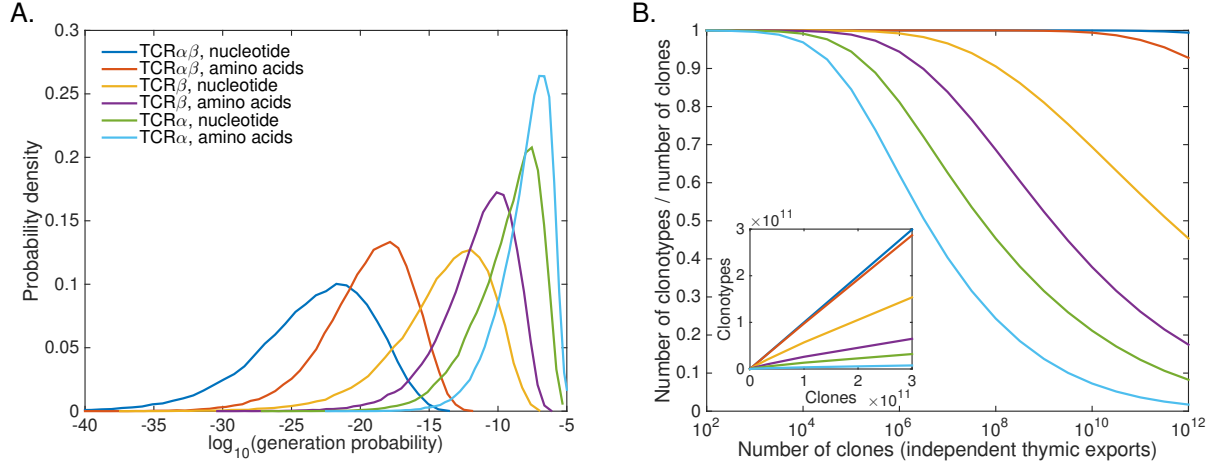 A.
0.3
0.25
0.2
0.15
0.1
0.05
0
Probability density
TCRαβ, nucleotide
TCRαβ, amino acids
TCRβ, nucleotide
TCRβ, amino acids
TCRα, nucleotide
TCRα, amino acids
-40 -35 -30 -25 -20 -15 -10 -5
log10(generation probability)
B.
1
0.9
0.8
0.7
0.6
0.5
0.4
0.3
0.2
0.1
0
Number of clonotypes / number of clones
3 ×10^11
2
1
0
Clonotypes
0 1 2 3
Clones ×10^11
10^2 10^4 10^6 10^8 10^10 10^12
Number of clones (independent thymic exports)